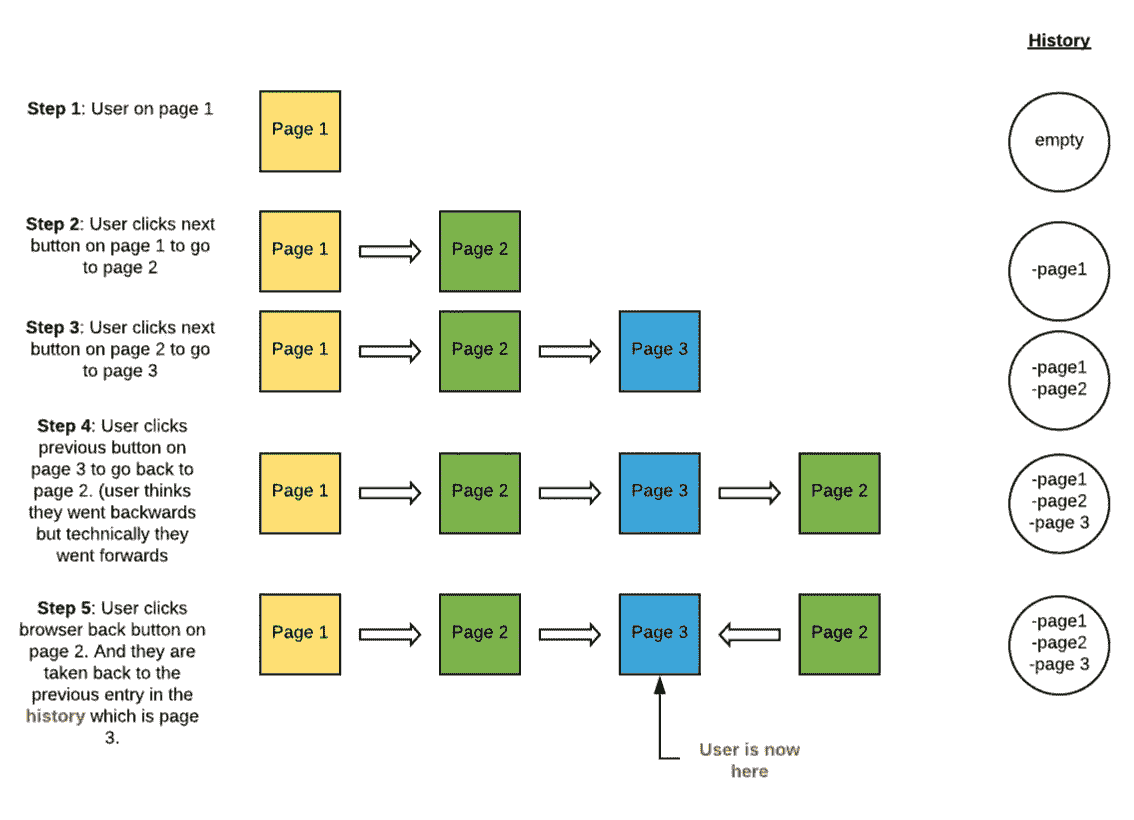 History
Step 1: User on page 1
Page 1
empty
Step 2: User clicks next
button on page 1 to go
to page 2
Page 1
Page 2
-page1
Step 3: User clicks next
button on page 2 to go
to page 3
Page 1
Page 2
Page 3
-page1
-page2
Step 4: User clicks
previous button on
page 3 to go back to
page 2. (user thinks
they went backwards
but technically they
went forwards
Page 1
Page 2
Page 3
Page 2
-page1
-page2
-page 3
Step 5: User clicks
browser back button on
page 2. And they are
taken back to the
previous entry in the
history which is page
3.
Page 1
Page 2
Page 3
Page 2
-page1
-page2
-page 3
User is now
here